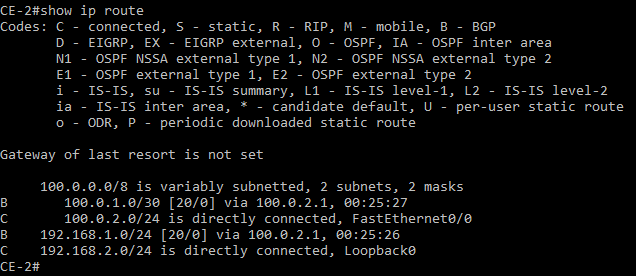 CE-2#show ip route
Codes: C - connected, S - static, R - RIP, M - mobile, B - BGP
       D - EIGRP, EX - EIGRP external, O - OSPF, IA - OSPF inter area
       N1 - OSPF NSSA external type 1, N2 - OSPF NSSA external type 2
       E1 - OSPF external type 1, E2 - OSPF external type 2
       i - IS-IS, su - IS-IS summary, L1 - IS-IS level-1, L2 - IS-IS level-2
       ia - IS-IS inter area, * - candidate default, U - per-user static route
       o - ODR, P - periodic downloaded static route
Gateway of last resort is not set
     100.0.0.0/8 is variably subnetted, 2 subnets, 2 masks
B       100.0.1.0/30 [20/0] via 100.0.2.1, 00:25:27
C       100.0.2.0/24 is directly connected, FastEthernet0/0
B    192.168.1.0/24 [20/0] via 100.0.2.1, 00:25:26
C    192.168.2.0/24 is directly connected, Loopback0
CE-2#